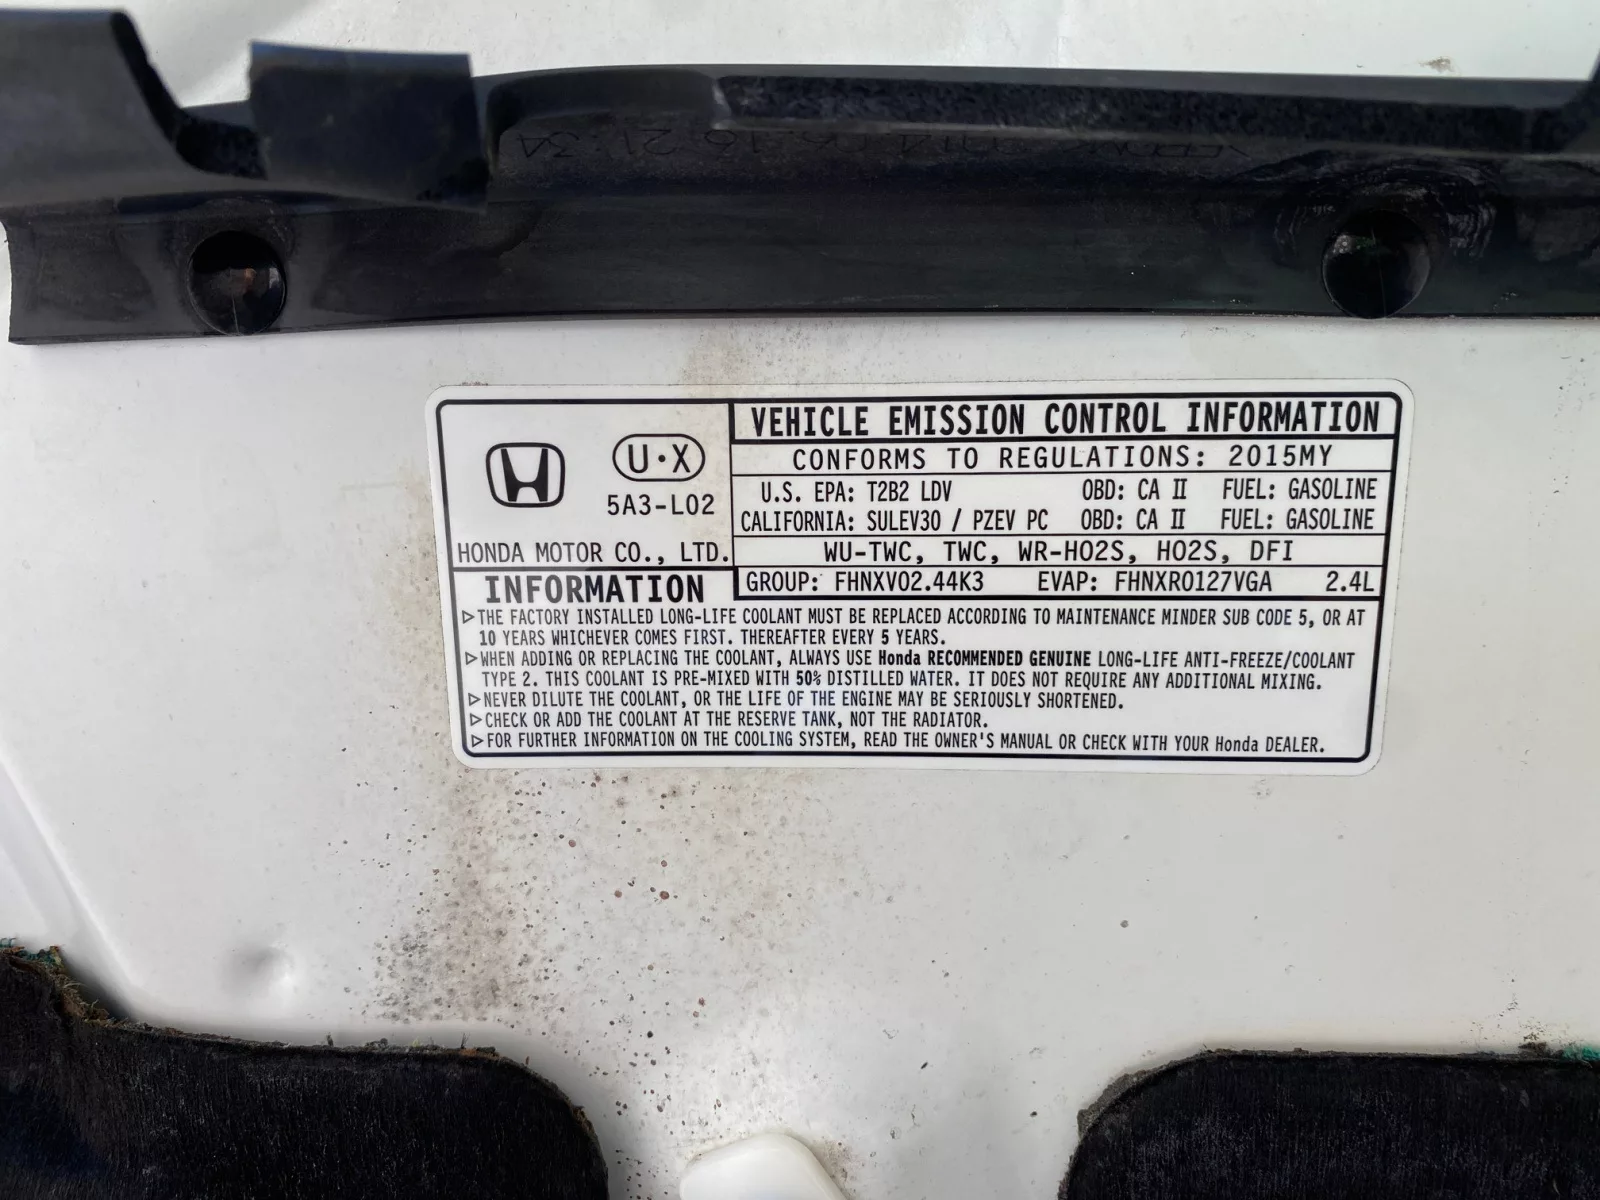 2014 06 16 21:34
VEHICLE EMISSION CONTROL INFORMATION
U·X
5A3-L02
HONDA MOTOR CO., LTD.
CONFORMS TO REGULATIONS: 2015MY
U.S. EPA: T2B2 LDV OBD: CA II FUEL: GASOLINE
CALIFORNIA: SULEV30 / PZEV PC OBD: CA II FUEL: GASOLINE
WU-TWC, TWC, WR-HO2S, HO2S, DFI
GROUP: FHNXV02.44K3 EVAP: FHNXR0127VGA 2.4L
INFORMATION
▷THE FACTORY INSTALLED LONG-LIFE COOLANT MUST BE REPLACED ACCORDING TO MAINTENANCE MINDER SUB CODE 5, OR AT
10 YEARS WHICHEVER COMES FIRST. THEREAFTER EVERY 5 YEARS.
▷WHEN ADDING OR REPLACING THE COOLANT, ALWAYS USE Honda RECOMMENDED GENUINE LONG-LIFE ANTI-FREEZE/COOLANT
TYPE 2. THIS COOLANT IS PRE-MIXED WITH 50% DISTILLED WATER. IT DOES NOT REQUIRE ANY ADDITIONAL MIXING.
▷NEVER DILUTE THE COOLANT, OR THE LIFE OF THE ENGINE MAY BE SERIOUSLY SHORTENED.
▷CHECK OR ADD THE COOLANT AT THE RESERVE TANK, NOT THE RADIATOR.
▷FOR FURTHER INFORMATION ON THE COOLING SYSTEM, READ THE OWNER'S MANUAL OR CHECK WITH YOUR Honda DEALER.